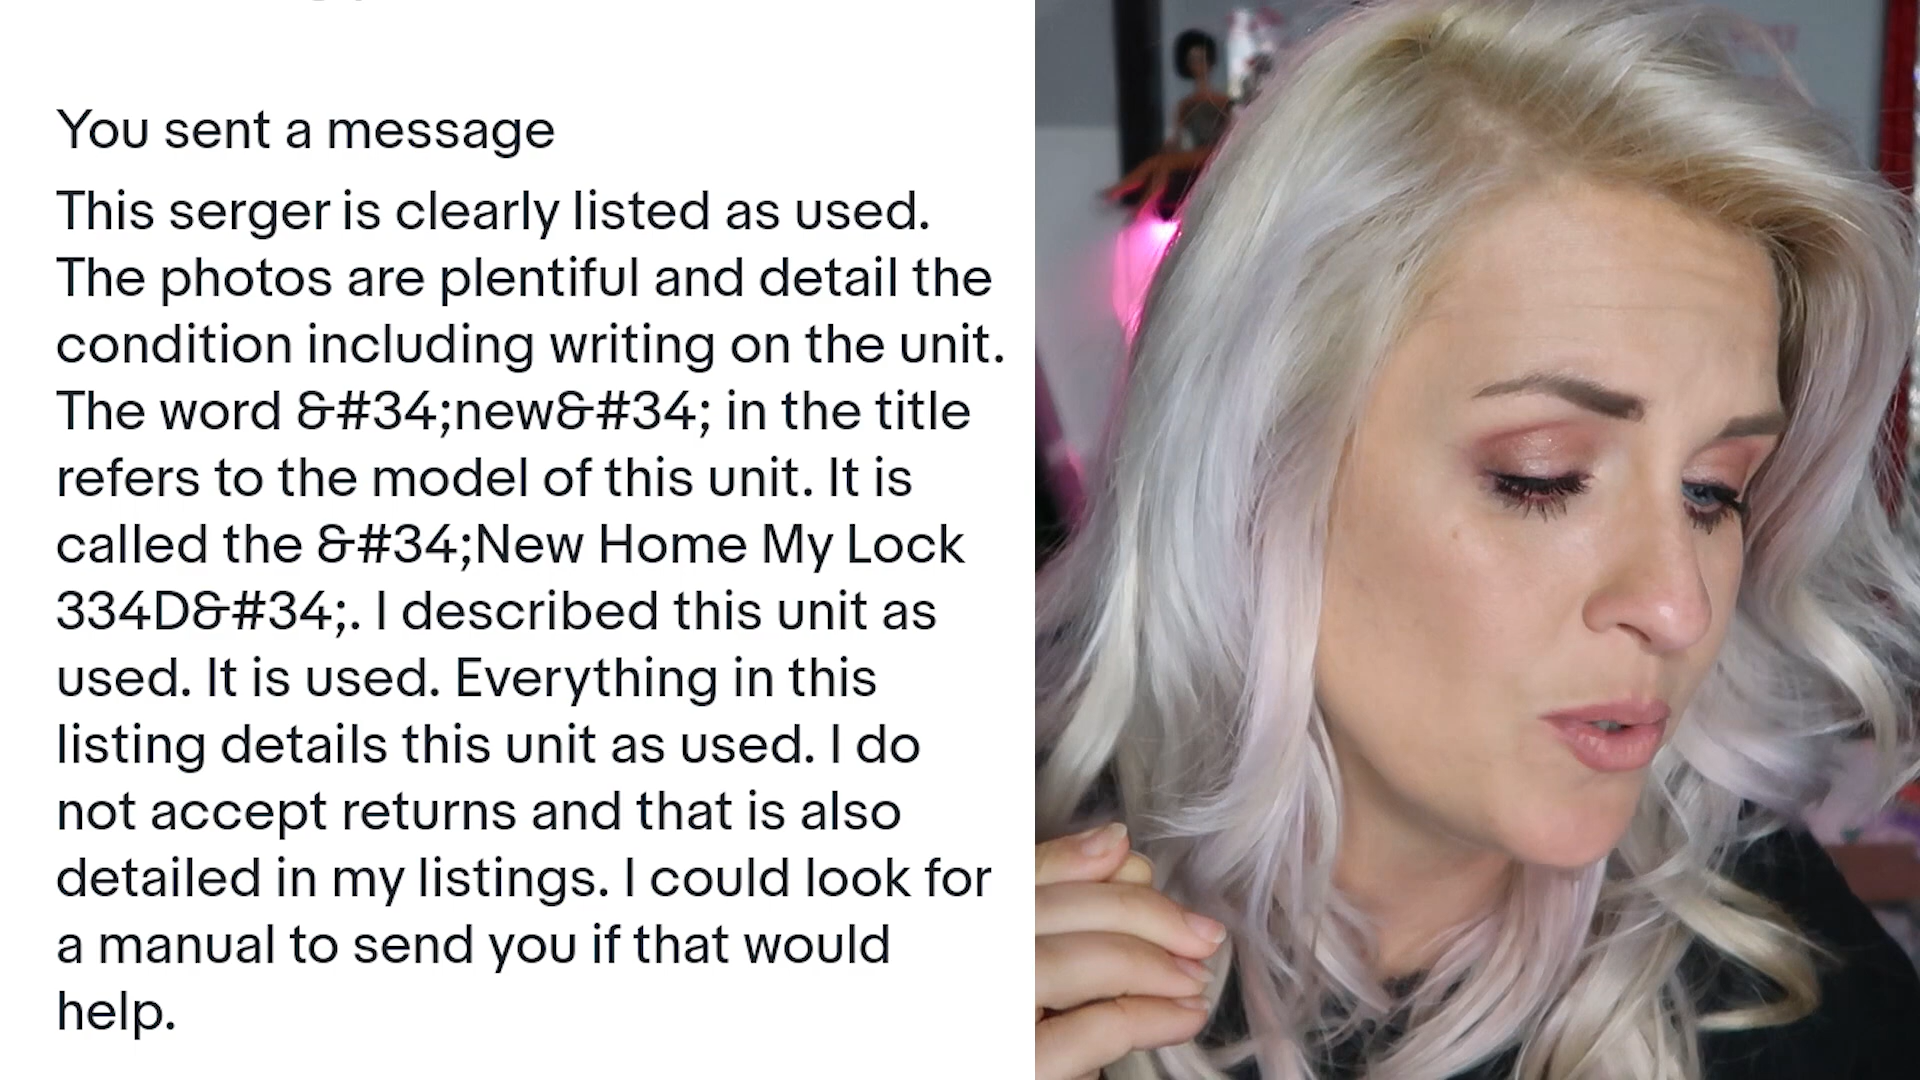 You sent a message
This serger is clearly listed as used.
The photos are plentiful and detail the
condition including writing on the unit.
The word &#34;new&#34; in the title
refers to the model of this unit. It is
called the &#34;New Home My Lock
334D&#34;. I described this unit as
used. It is used. Everything in this
listing details this unit as used. I do
not accept returns and that is also
detailed in my listings. I could look for
a manual to send you if that would
help.